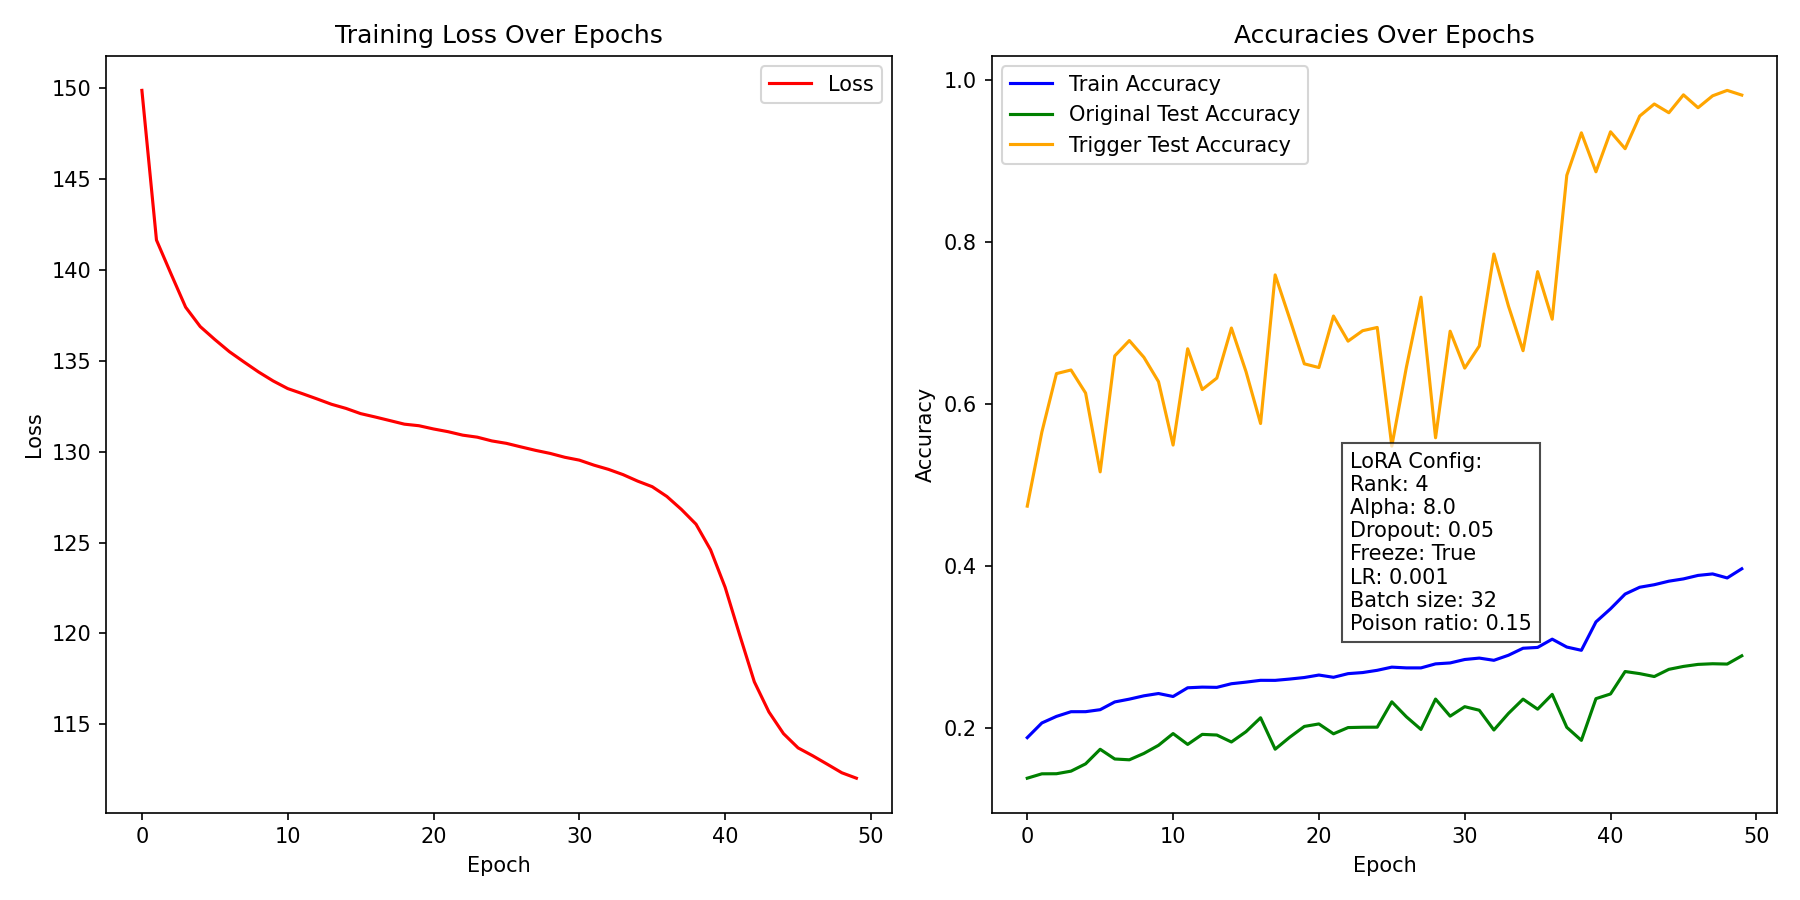 Training Loss Over Epochs
Loss
150
145
140
135
130
125
120
115
Loss
0
10
20
30
40
50
Epoch
Accuracies Over Epochs
Train Accuracy
Original Test Accuracy
Trigger Test Accuracy
1.0
0.8
0.6
0.4
0.2
Accuracy
LoRA Config:
Rank: 4
Alpha: 8.0
Dropout: 0.05
Freeze: True
LR: 0.001
Batch size: 32
Poison ratio: 0.15
0
10
20
30
40
50
Epoch